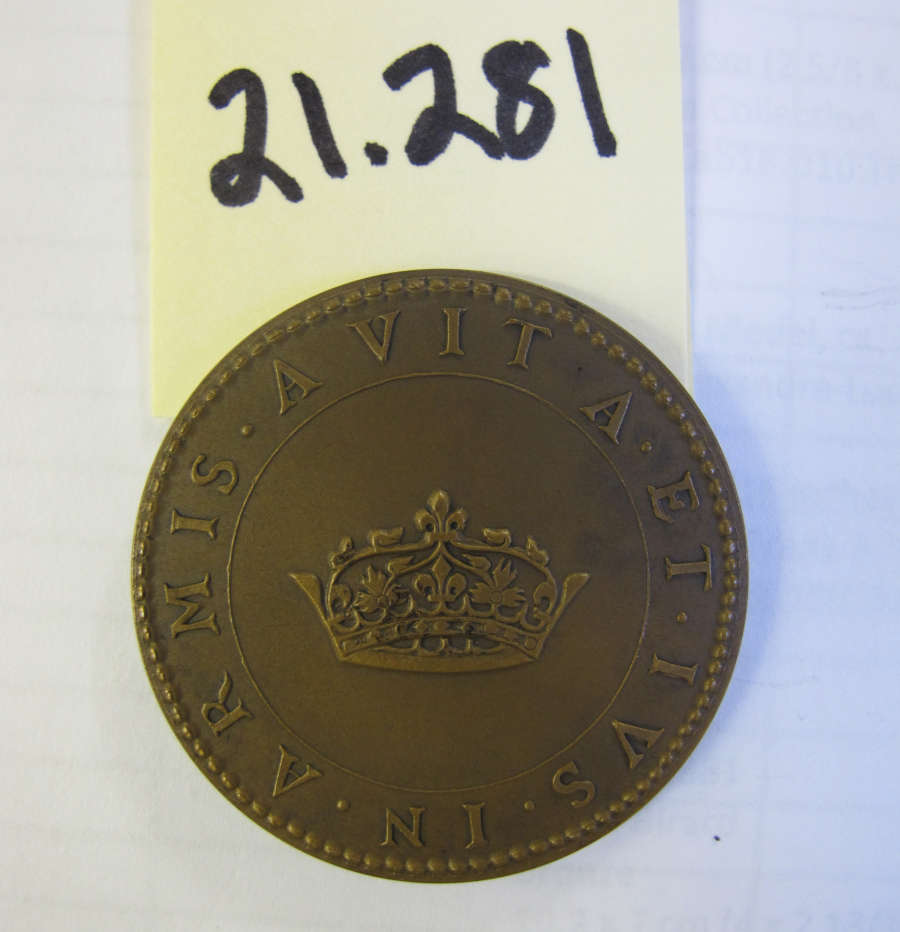 21.281
AVITA · ET · IVS · IN · ARMIS ·